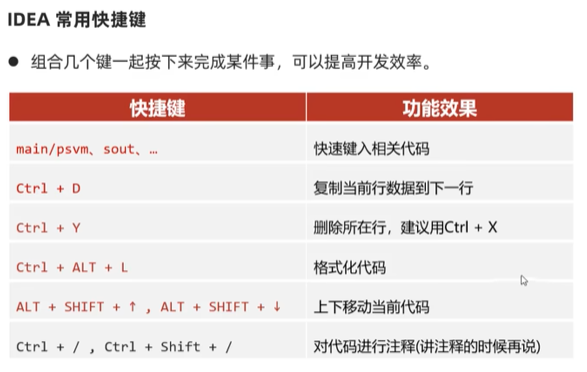 IDEA 常用快捷键
● 组合几个键一起按下来完成某件事，可以提高开发效率。
快捷键 功能效果
main/psvm、sout、… 快速键入相关代码
Ctrl + D 复制当前行数据到下一行
Ctrl + Y 删除所在行，建议用Ctrl + X
Ctrl + ALT + L 格式化代码
ALT + SHIFT + ↑ , ALT + SHIFT + ↓ 上下移动当前代码
Ctrl + / , Ctrl + Shift + / 对代码进行注释(讲注释的时候再说)